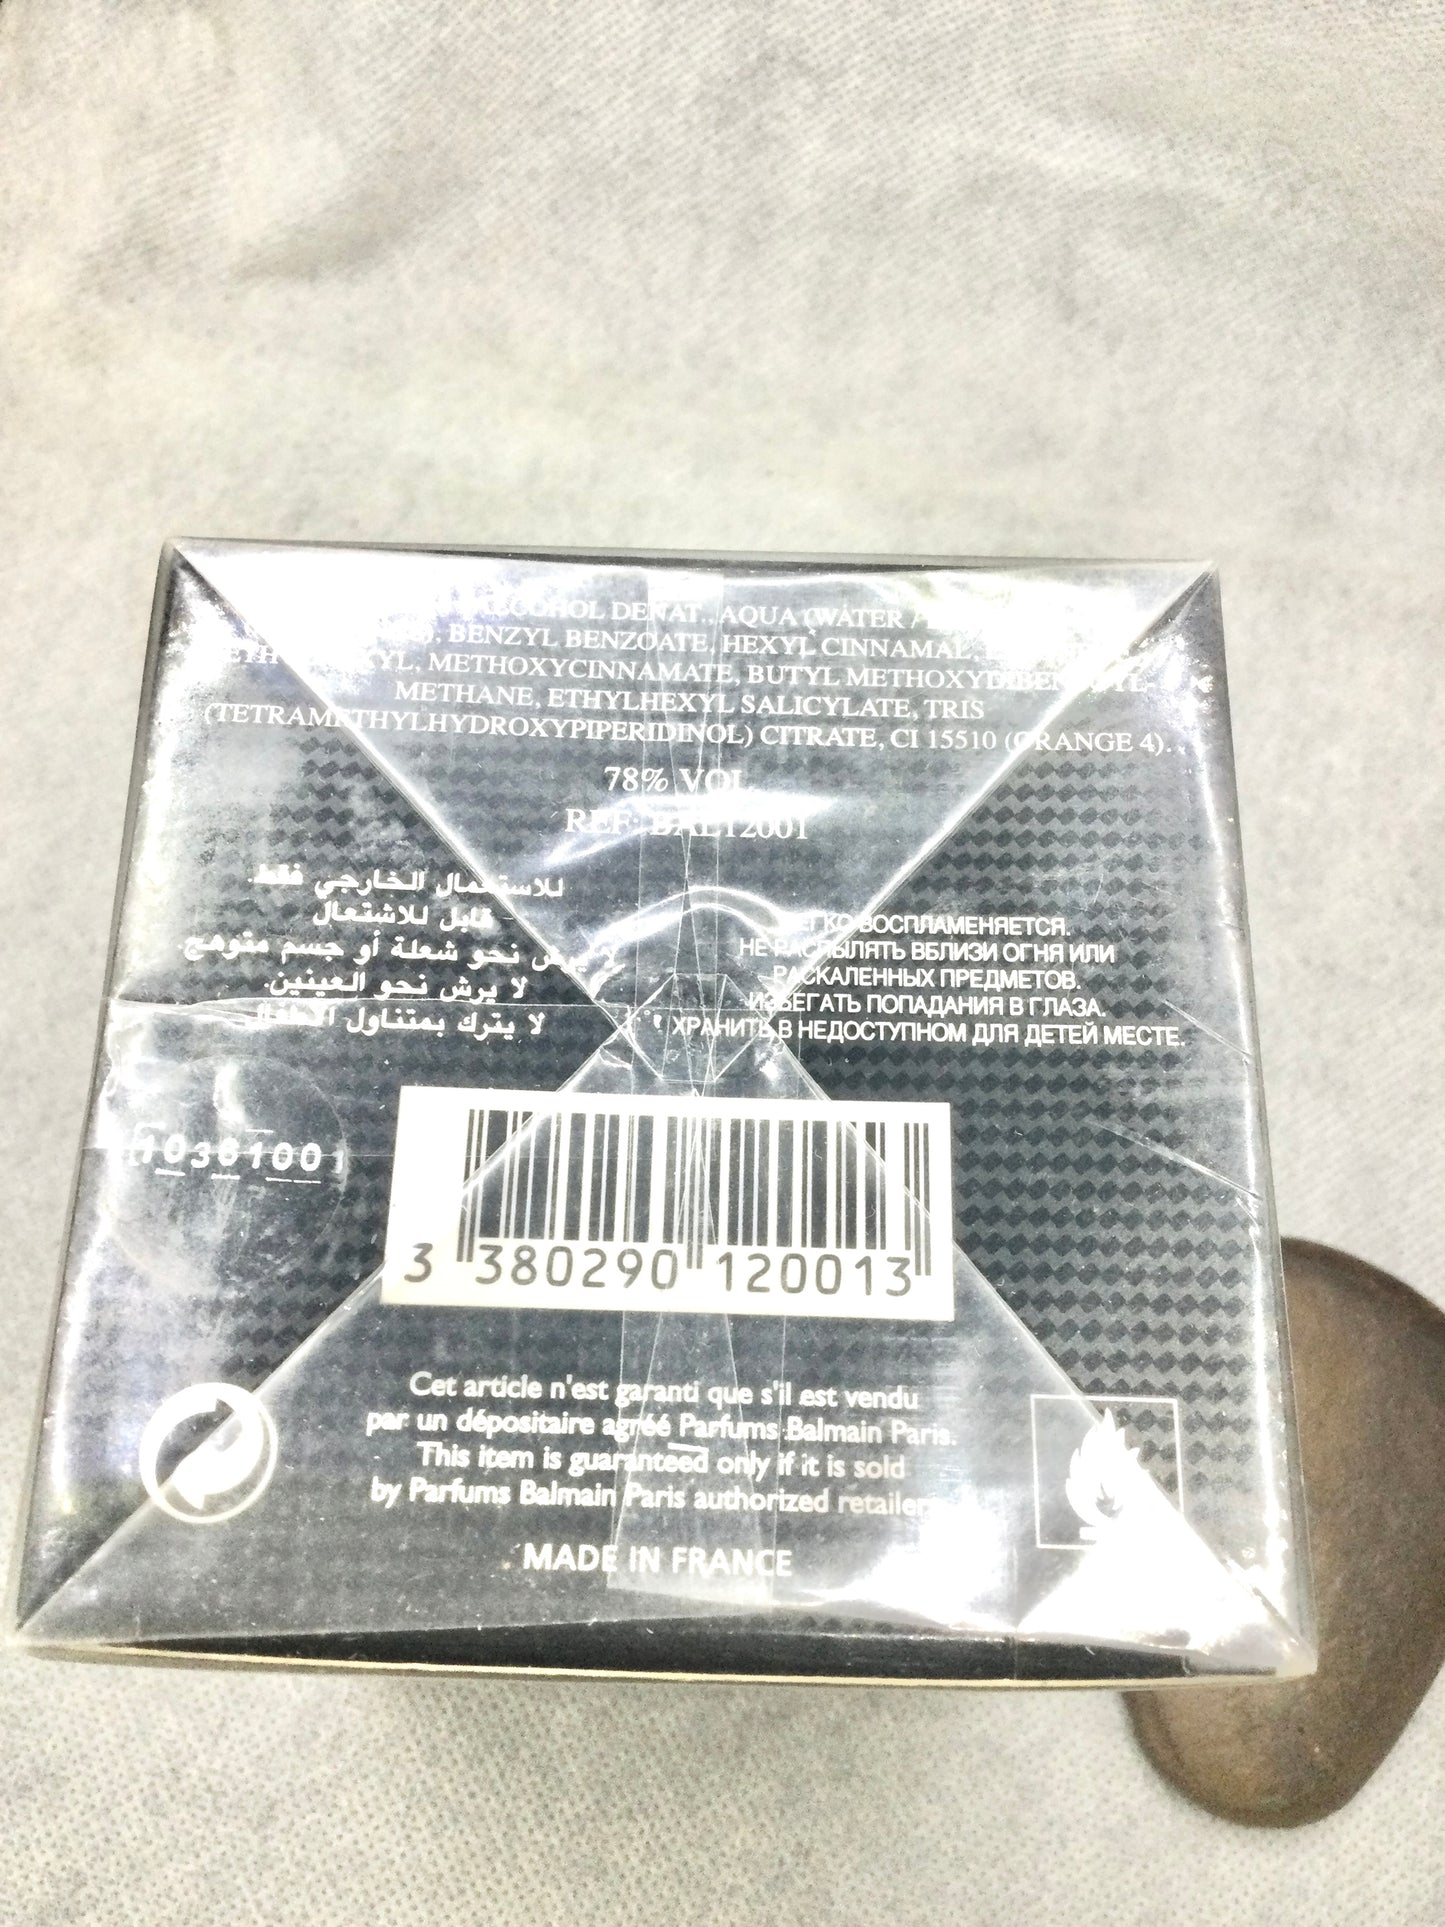 ALCOHOL DENAT., AQUA (WATER /
BENZYL BENZOATE, HEXYL CINNAMAL,
METHOXYCINNAMATE, BUTYL
METHANE, ETHYLHEXYL SALICYLATE, TRIS
(TETRAMETHYLHYDROXYPIPERIDINOL) CITRATE, CI 15510 (ORANGE 4).
78% VOL.
REF: BAL12001
للاستعمال الخارجي فقط.
قابل للاشتعال
لا يرش نحو شعلة أو جسم متوهج.
لا يرش نحو العينين.
لا يترك بمتناول الأطفال
ЛЕГКО ВОСПЛАМЕНЯЕТСЯ.
НЕ РАСПЫЛЯТЬ ВБЛИЗИ ОГНЯ ИЛИ
РАСКАЛЕННЫХ ПРЕДМЕТОВ.
ИЗБЕГАТЬ ПОПАДАНИЯ В ГЛАЗА.
ХРАНИТЬ В НЕДОСТУПНОМ ДЛЯ ДЕТЕЙ МЕСТЕ.
3 380290 120013
Cet article n'est garanti que s'il est vendu
par un dépositaire agréé Parfums Balmain Paris.
This item is guaranteed only if it is sold
by Parfums Balmain Paris authorized
MADE IN FRANCE